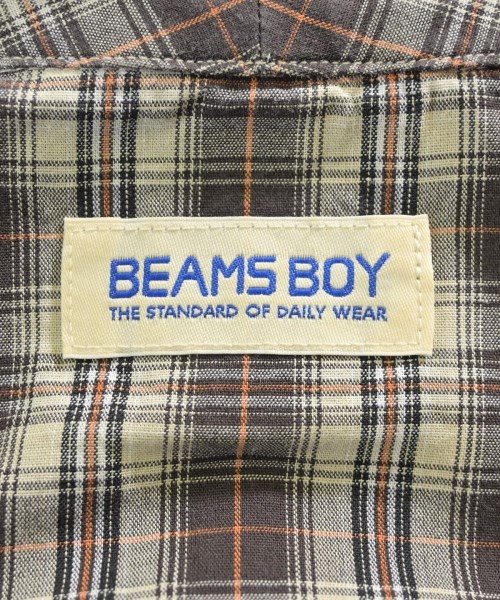 BEAMS BOY
THE STANDARD OF DAILY WEAR